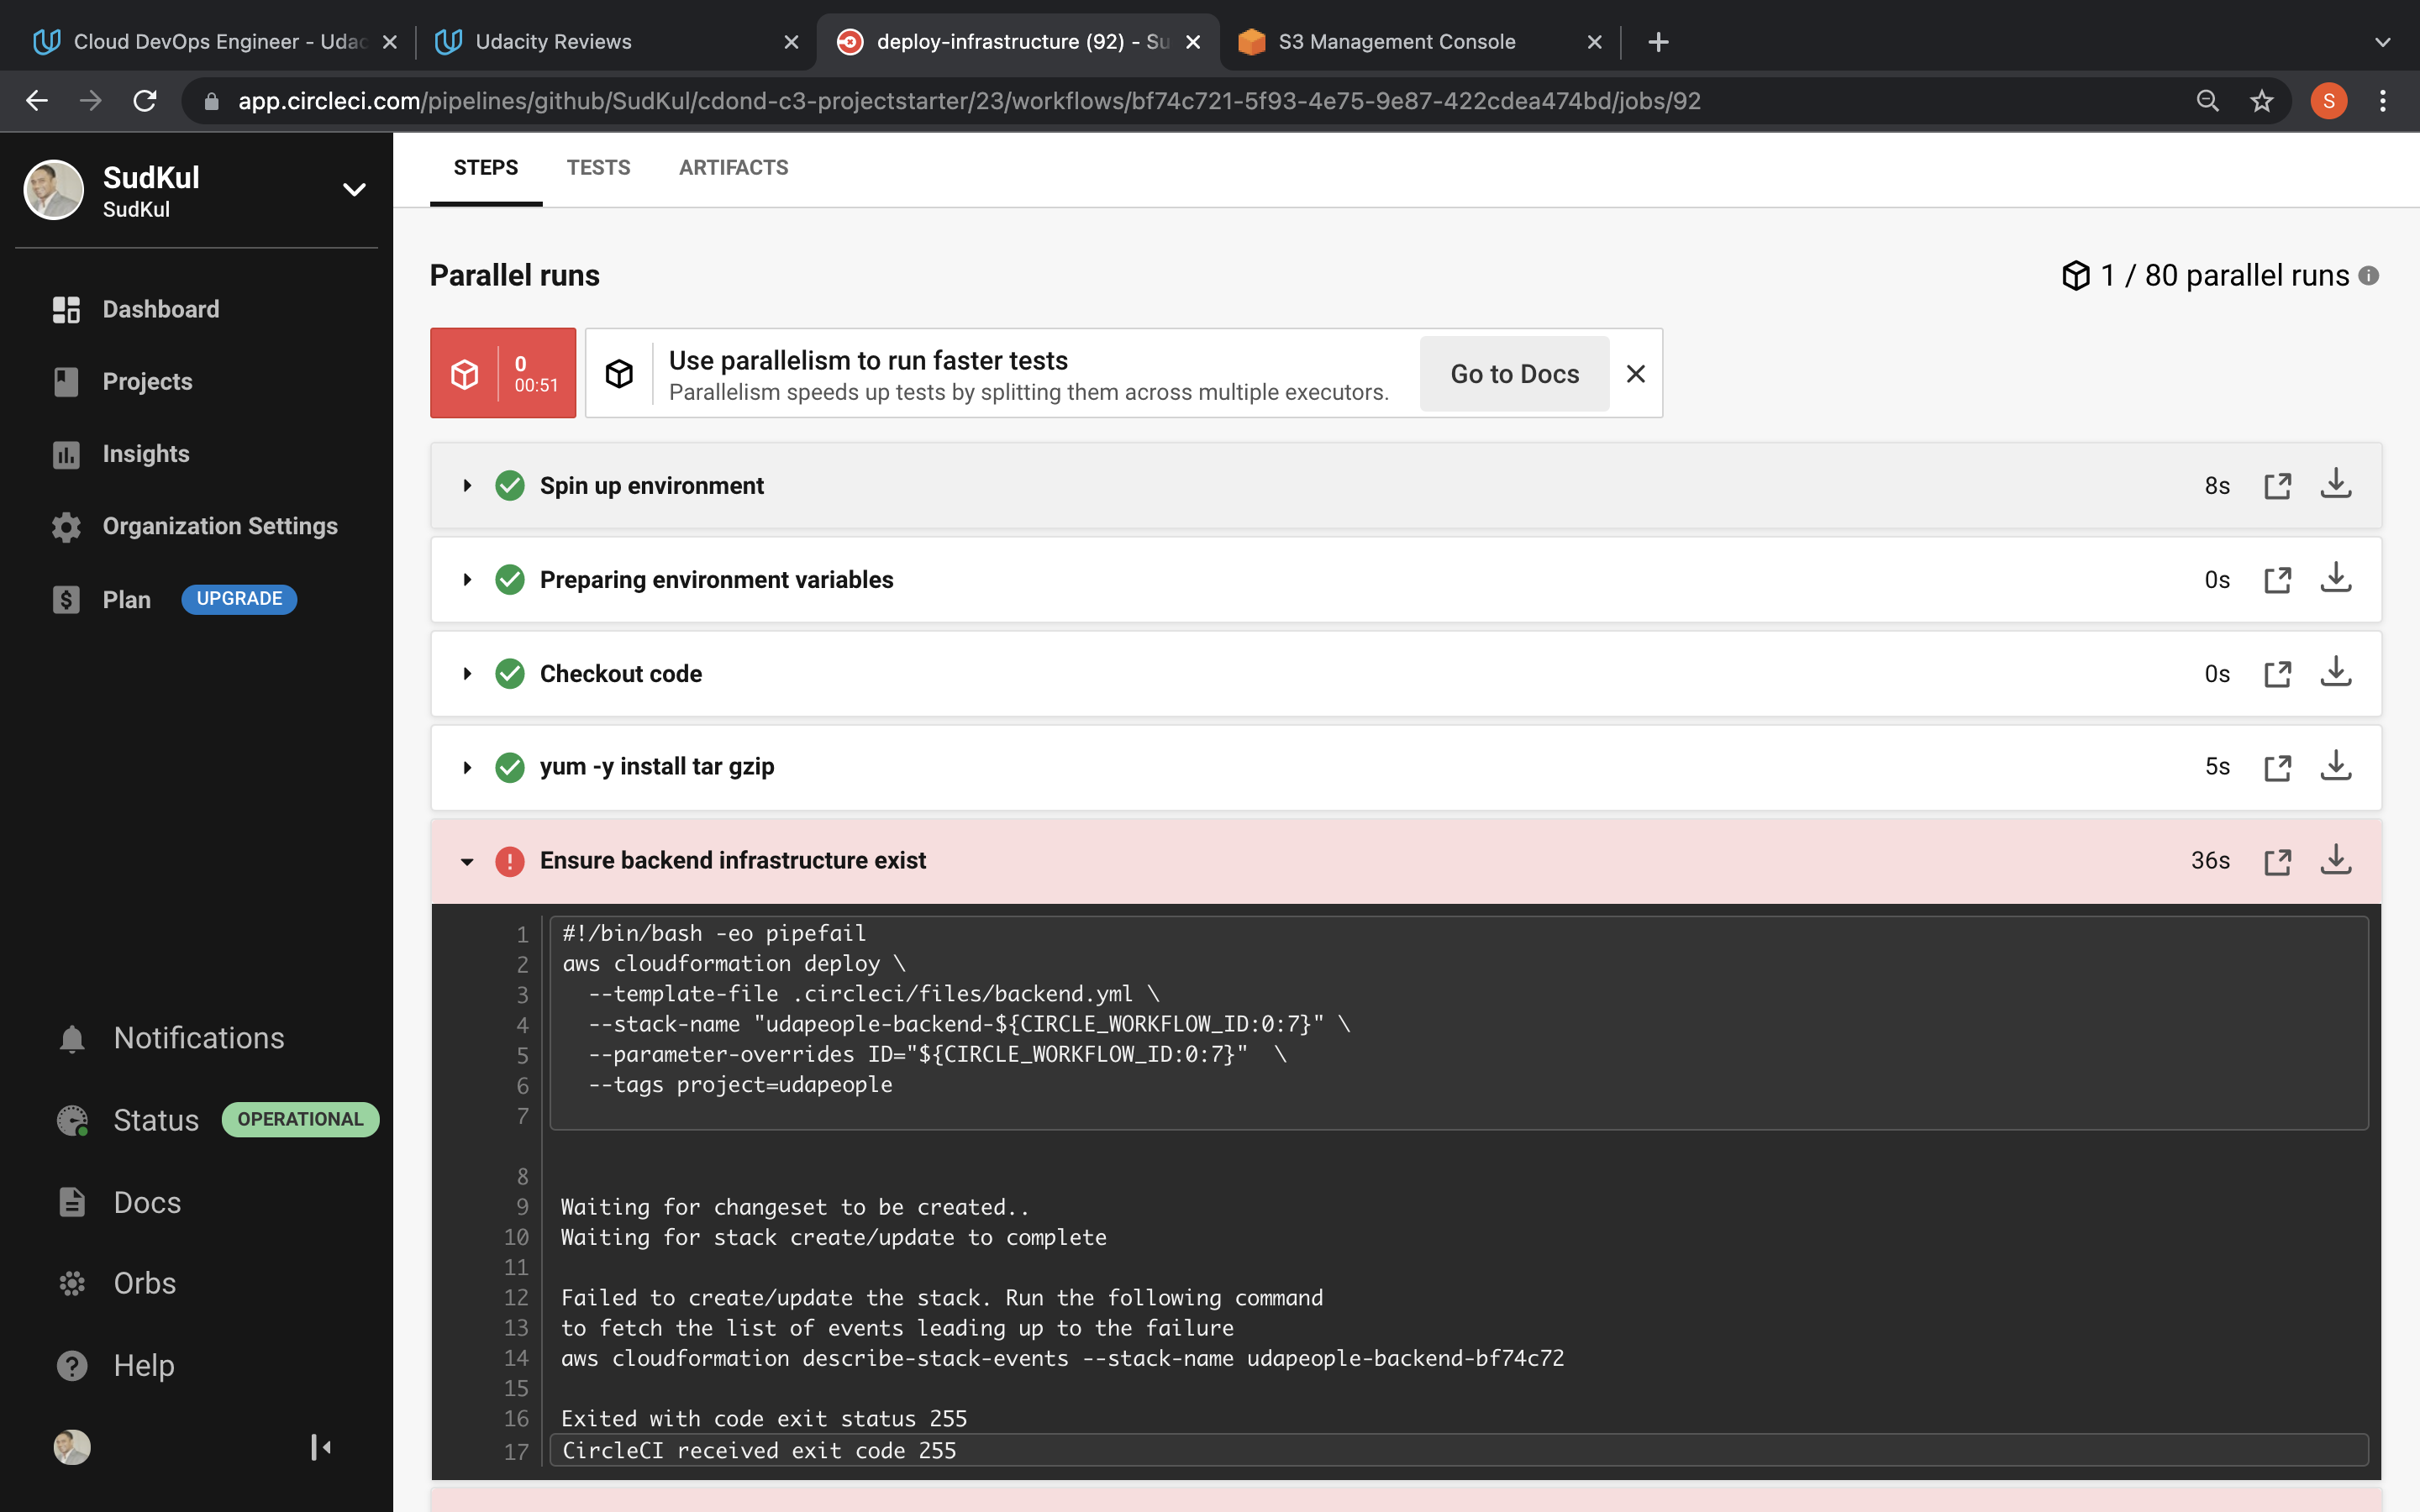 Cloud DevOps Engineer - Udac
Udacity Reviews
deploy-infrastructure (92) - Su
S3 Management Console
app.circleci.com/pipelines/github/SudKul/cdond-c3-projectstarter/23/workflows/bf74c721-5f93-4e75-9e87-422cdea474bd/jobs/92
S
SudKul
SudKul
Dashboard
Projects
Insights
Organization Settings
Plan UPGRADE
Notifications
Status OPERATIONAL
Docs
Orbs
Help
STEPS TESTS ARTIFACTS
Parallel runs
1 / 80 parallel runs
0
00:51
Use parallelism to run faster tests
Parallelism speeds up tests by splitting them across multiple executors.
Go to Docs
Spin up environment 8s
Preparing environment variables 0s
Checkout code 0s
yum -y install tar gzip 5s
Ensure backend infrastructure exist 36s
1 #!/bin/bash -eo pipefail
2 aws cloudformation deploy \
3 --template-file .circleci/files/backend.yml \
4 --stack-name "udapeople-backend-${CIRCLE_WORKFLOW_ID:0:7}" \
5 --parameter-overrides ID="${CIRCLE_WORKFLOW_ID:0:7}"  \
6 --tags project=udapeople
7
8
9 Waiting for changeset to be created..
10 Waiting for stack create/update to complete
11
12 Failed to create/update the stack. Run the following command
13 to fetch the list of events leading up to the failure
14 aws cloudformation describe-stack-events --stack-name udapeople-backend-bf74c72
15
16 Exited with code exit status 255
17 CircleCI received exit code 255